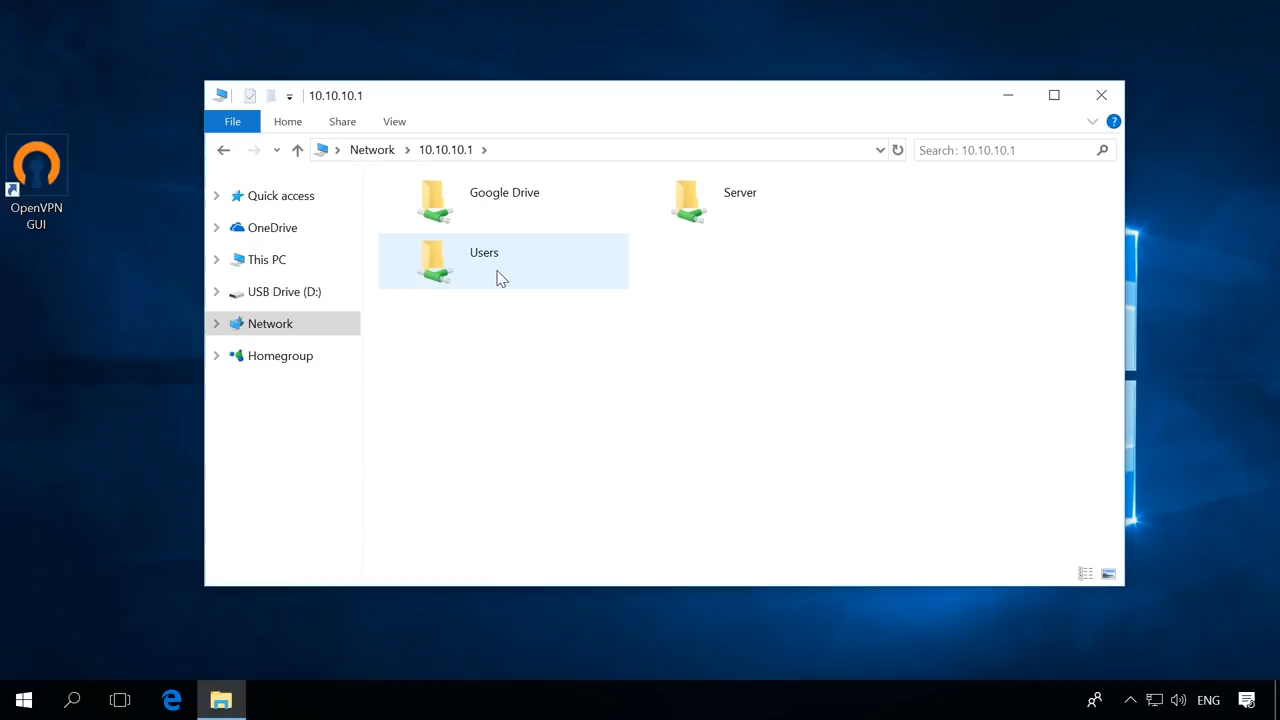 10.10.10.1
File
Home
Share
View
?
Network
10.10.10.1
Search: 10.10.10.1
OpenVPN
GUI
Quick access
OneDrive
This PC
USB Drive (D:)
Network
Homegroup
Google Drive
Server
Users
ENG